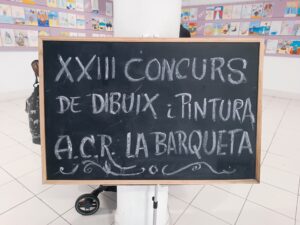 XXIII CONCURS
DE DIBUIX i PINTURA
A.C.R. LA BARQUETA